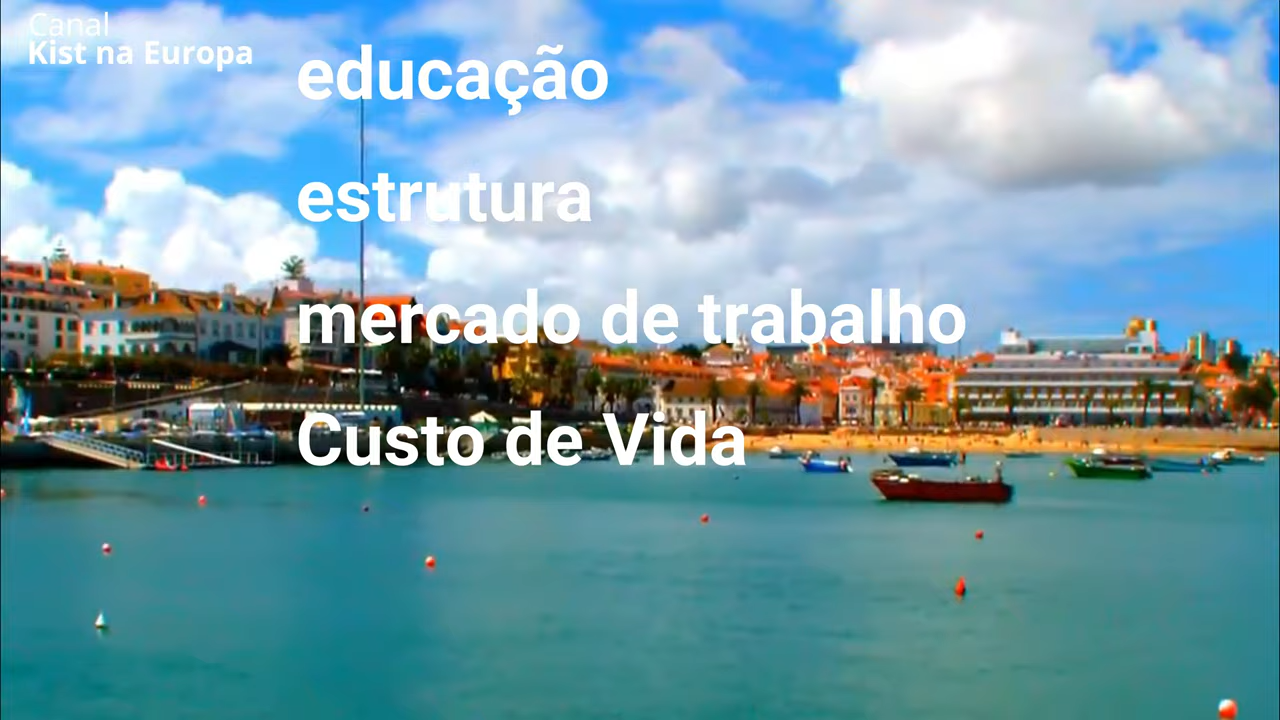 Canal
Kist na Europa
educação
estrutura
mercado de trabalho
Custo de Vida